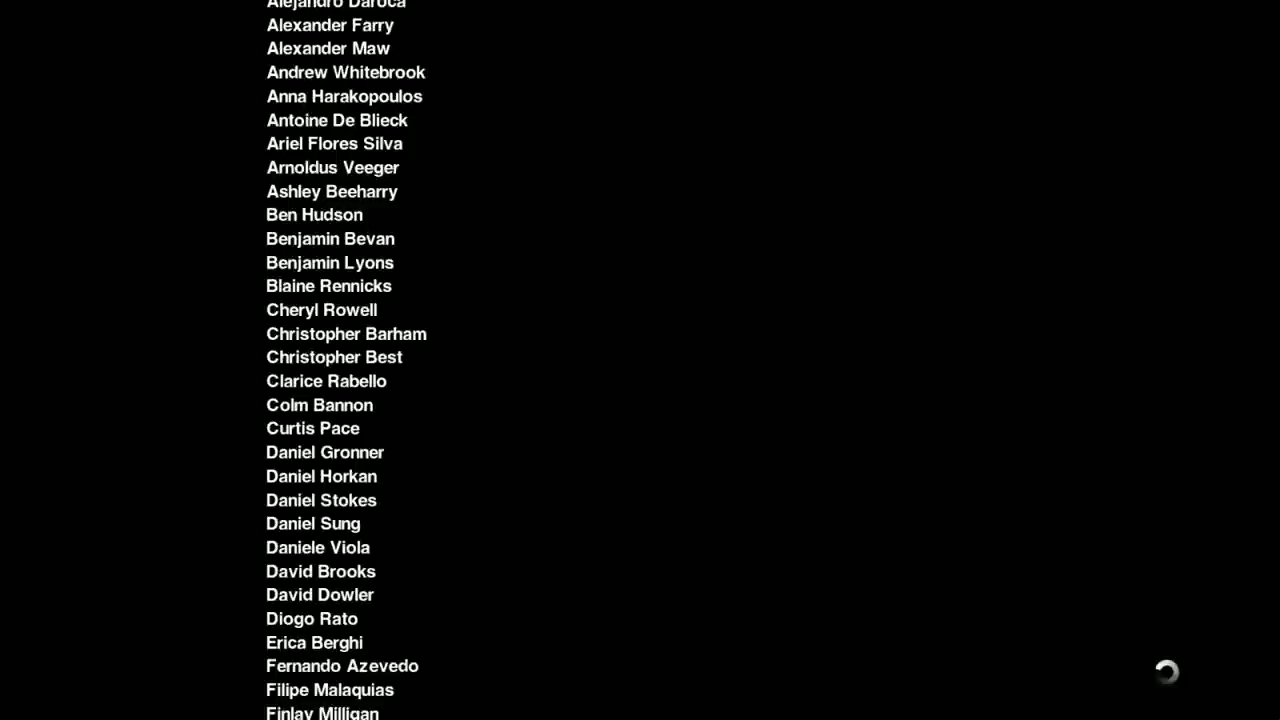 Alejandro Daroca
Alexander Farry
Alexander Maw
Andrew Whitebrook
Anna Harakopoulos
Antoine De Blieck
Ariel Flores Silva
Arnoldus Veeger
Ashley Beeharry
Ben Hudson
Benjamin Bevan
Benjamin Lyons
Blaine Rennicks
Cheryl Rowell
Christopher Barham
Christopher Best
Clarice Rabello
Colm Bannon
Curtis Pace
Daniel Gronner
Daniel Horkan
Daniel Stokes
Daniel Sung
Daniele Viola
David Brooks
David Dowler
Diogo Rato
Erica Berghi
Fernando Azevedo
Filipe Malaquias
Finlay Milligan